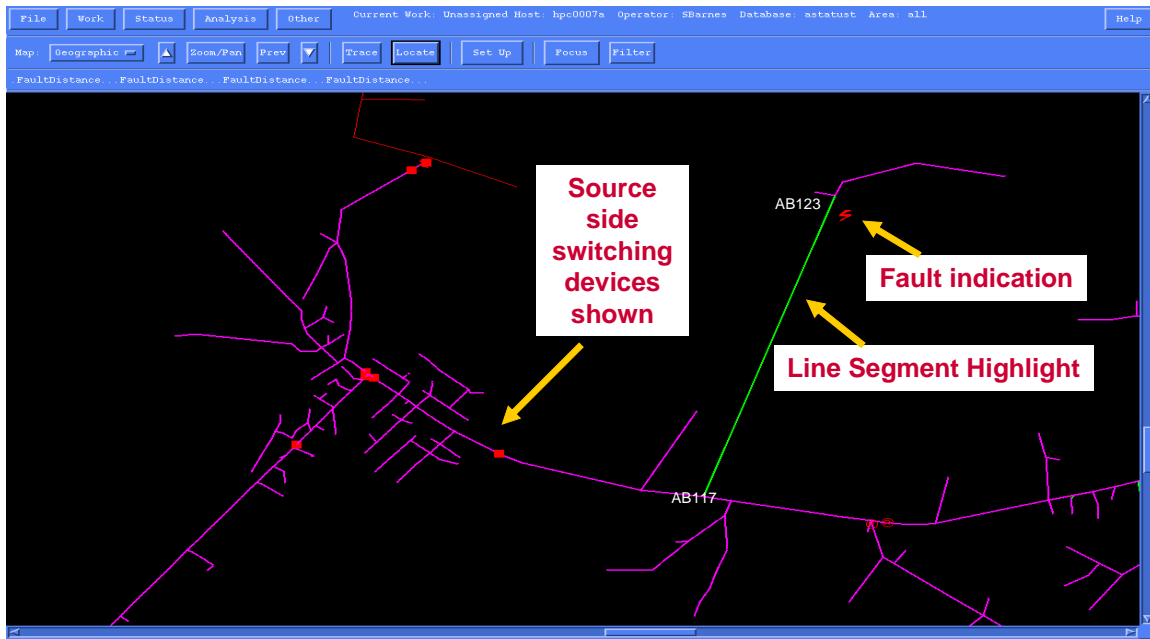 File Work Status Analysis Other Current Work: Unassigned Host: hpc0007a Operator: SBarnes Database: astatust Area: all Help
Map: Geographic Zoom/Pan Prev Trace Locate Set Up Focus Filter
.FaultDistance...FaultDistance...FaultDistance...FaultDistance...
Source
side
switching
devices
shown
AB123
Fault indication
Line Segment Highlight
AB117